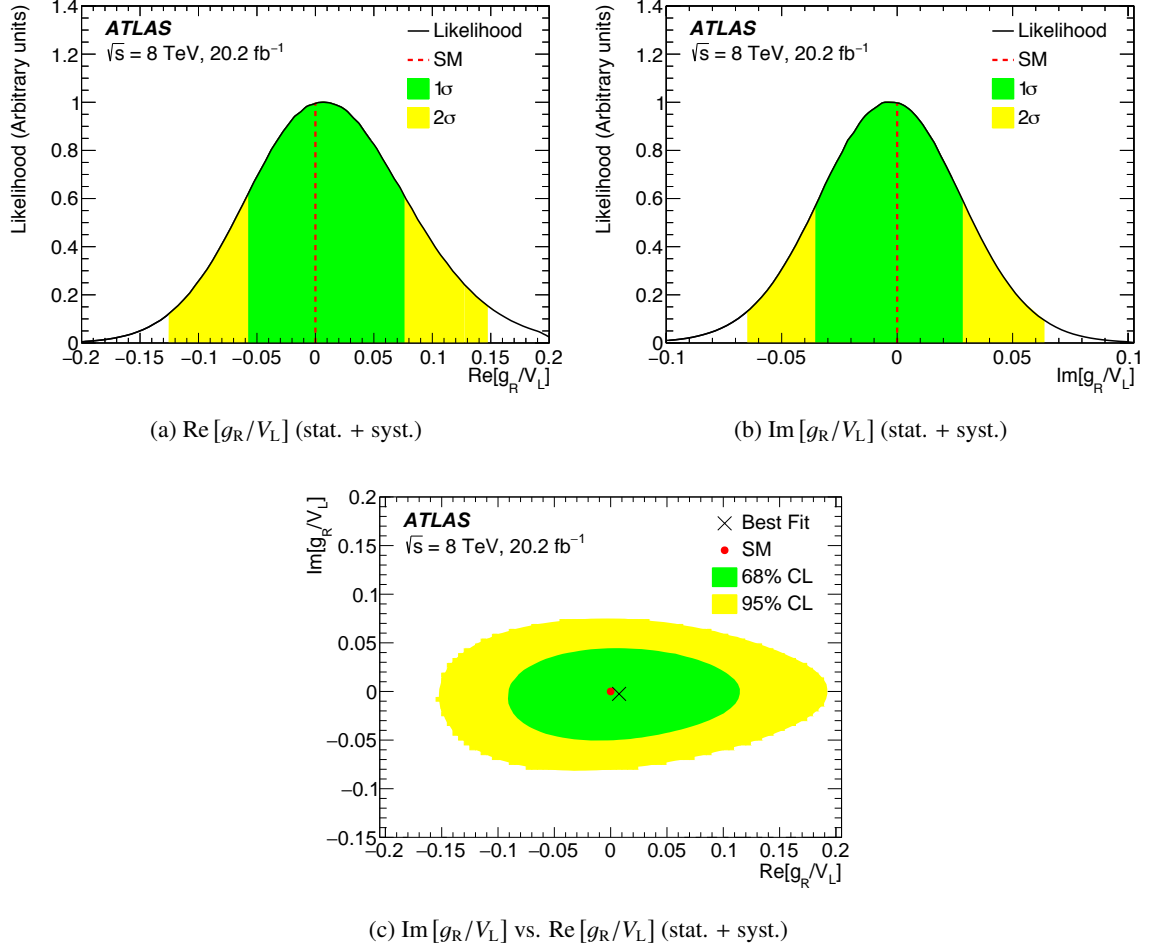 Likelihood (Arbitrary units)
1.4
1.2
1
0.8
0.6
0.4
0.2
0
ATLAS
√s = 8 TeV, 20.2 fb⁻¹
Likelihood
SM
1σ
2σ
−0.2 −0.15 −0.1 −0.05 0 0.05 0.1 0.15 0.2
Re[g_R/V_L]
(a) Re [g_R/V_L] (stat. + syst.)
Likelihood (Arbitrary units)
1.4
1.2
1
0.8
0.6
0.4
0.2
0
ATLAS
√s = 8 TeV, 20.2 fb⁻¹
Likelihood
SM
1σ
2σ
−0.1 −0.05 0 0.05 0.1
Im[g_R/V_L]
(b) Im [g_R/V_L] (stat. + syst.)
Im[g_R/V_L]
0.2
0.15
0.1
0.05
0
−0.05
−0.1
−0.15
ATLAS
√s = 8 TeV, 20.2 fb⁻¹
Best Fit
SM
68% CL
95% CL
−0.2 −0.15 −0.1 −0.05 0 0.05 0.1 0.15 0.2
Re[g_R/V_L]
(c) Im [g_R/V_L] vs. Re [g_R/V_L] (stat. + syst.)